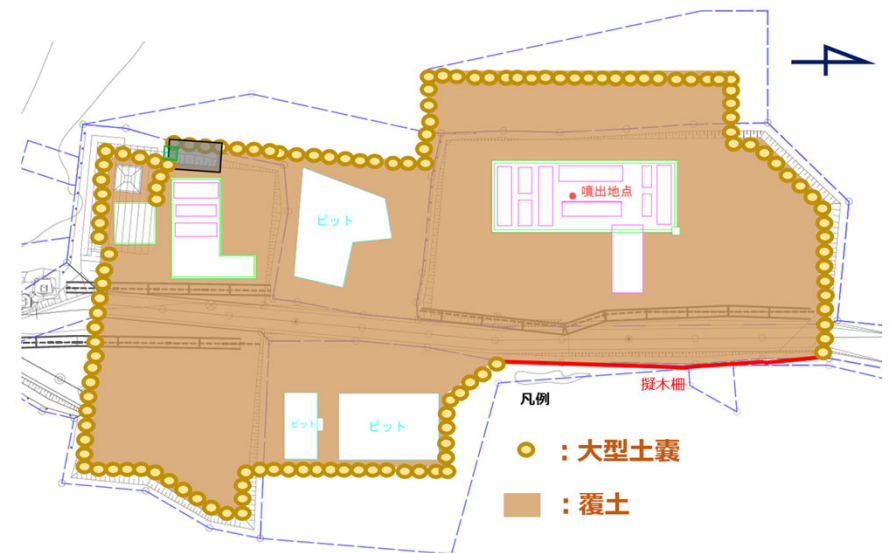 噴出地点
ピット
擬木柵
凡例
ピット
ピット
：大型土嚢
：覆土